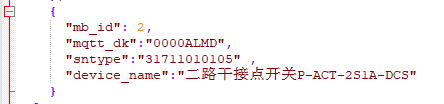 {
"mb_id": 2,
"mqtt_dk":"0000ALMD",
"sntype":"31711010105" ,
"device_name":"二路干接点开关P-ACT-2S1A-DCS"
}